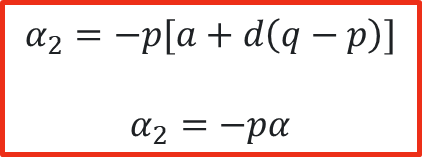 α₂ = −p[a + d(q − p)]
α₂ = −pα